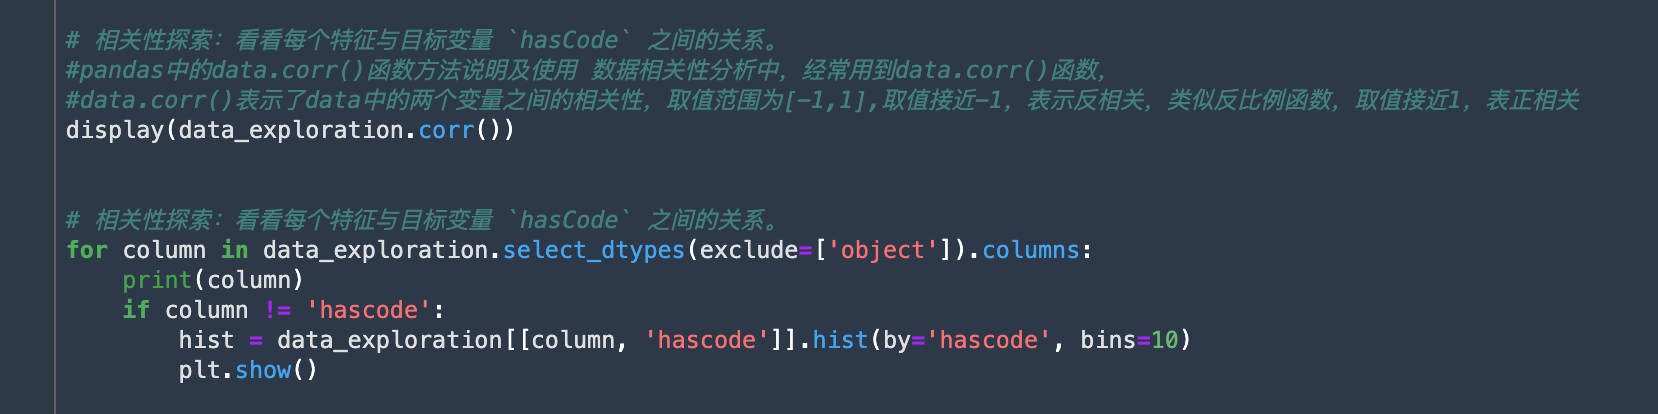 # 相关性探索：看看每个特征与目标变量 `hasCode` 之间的关系。
#pandas中的data.corr()函数方法说明及使用 数据相关性分析中，经常用到data.corr()函数，
#data.corr()表示了data中的两个变量之间的相关性，取值范围为[-1,1],取值接近-1，表示反相关，类似反比例函数，取值接近1，表正相关
display(data_exploration.corr())
# 相关性探索：看看每个特征与目标变量 `hasCode` 之间的关系。
for column in data_exploration.select_dtypes(exclude=['object']).columns:
    print(column)
    if column != 'hascode':
        hist = data_exploration[[column, 'hascode']].hist(by='hascode', bins=10)
        plt.show()